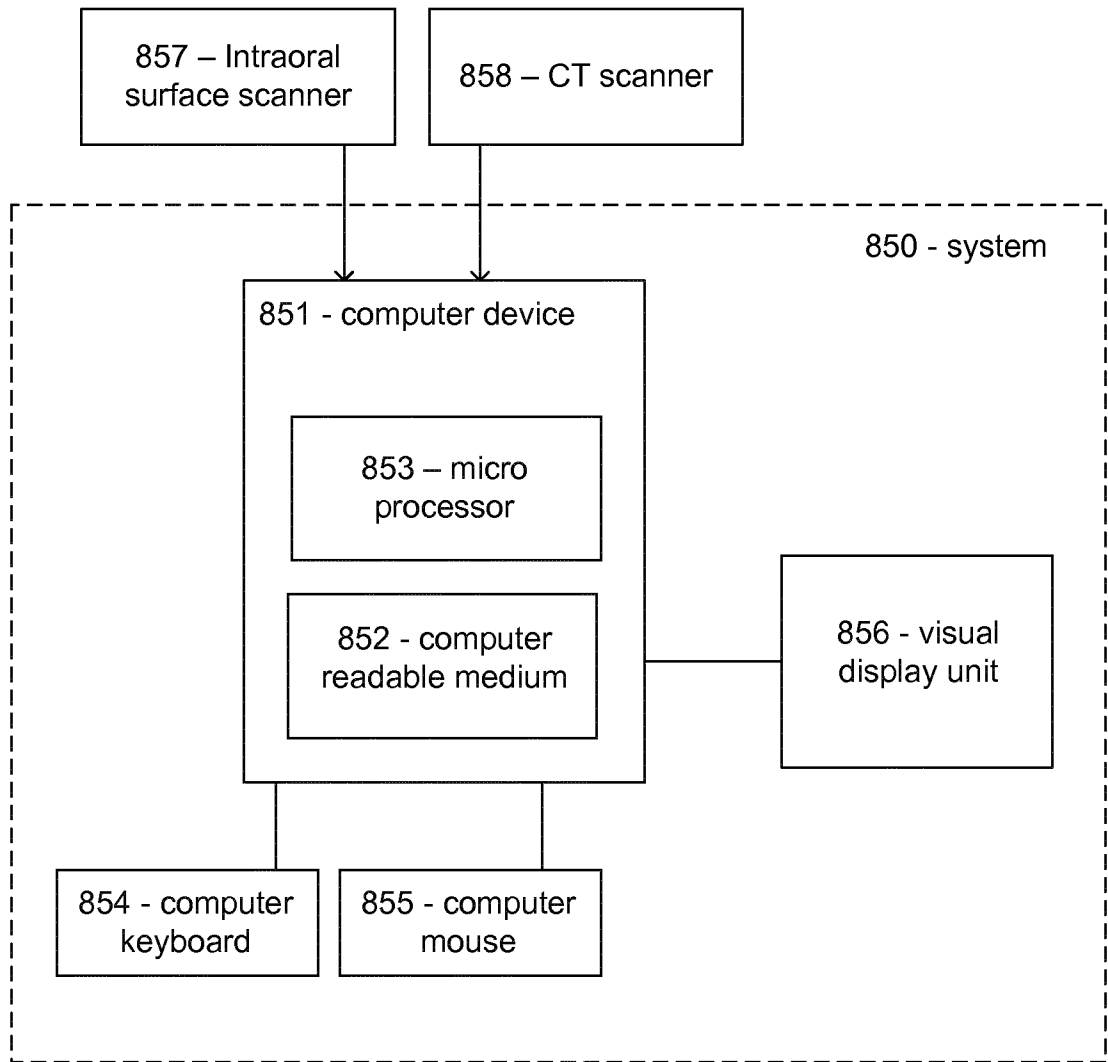 857 – Intraoral
surface scanner
858 – CT scanner
850 - system
851 - computer device
853 – micro
processor
852 - computer
readable medium
856 - visual
display unit
854 - computer
keyboard
855 - computer
mouse